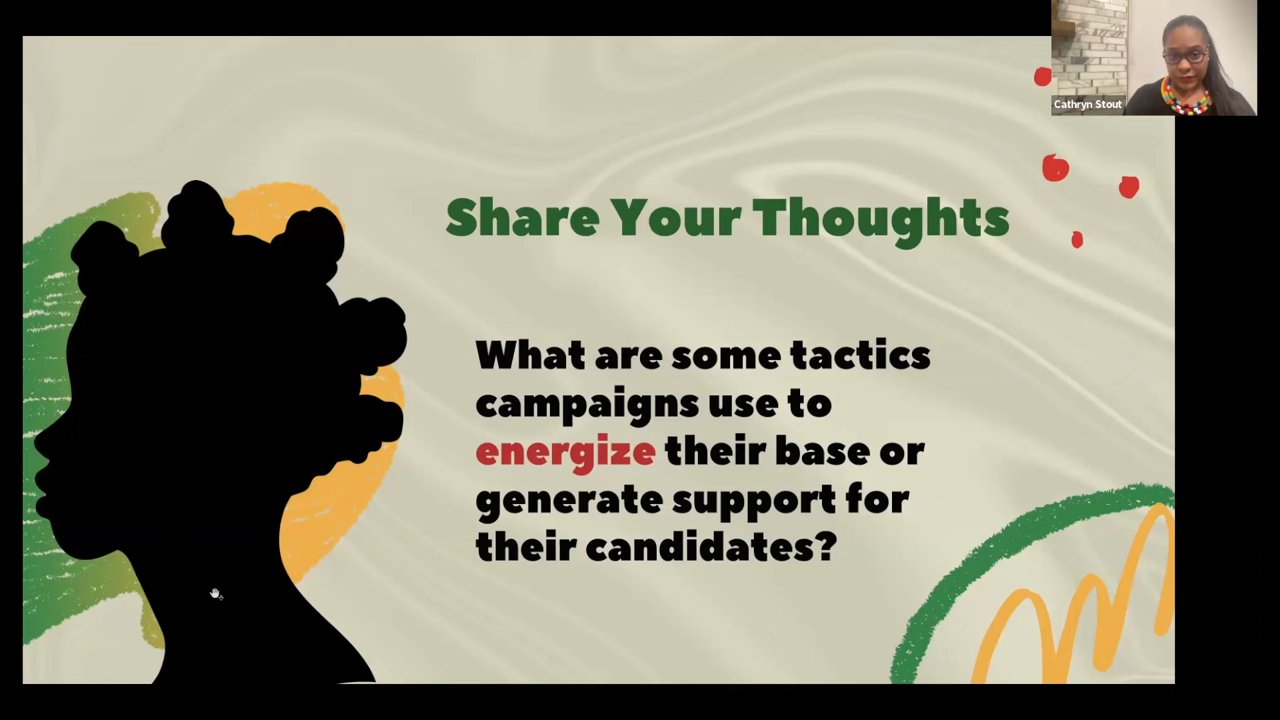 Cathryn Stout
Share Your Thoughts
What are some tactics
campaigns use to
energize their base or
generate support for
their candidates?